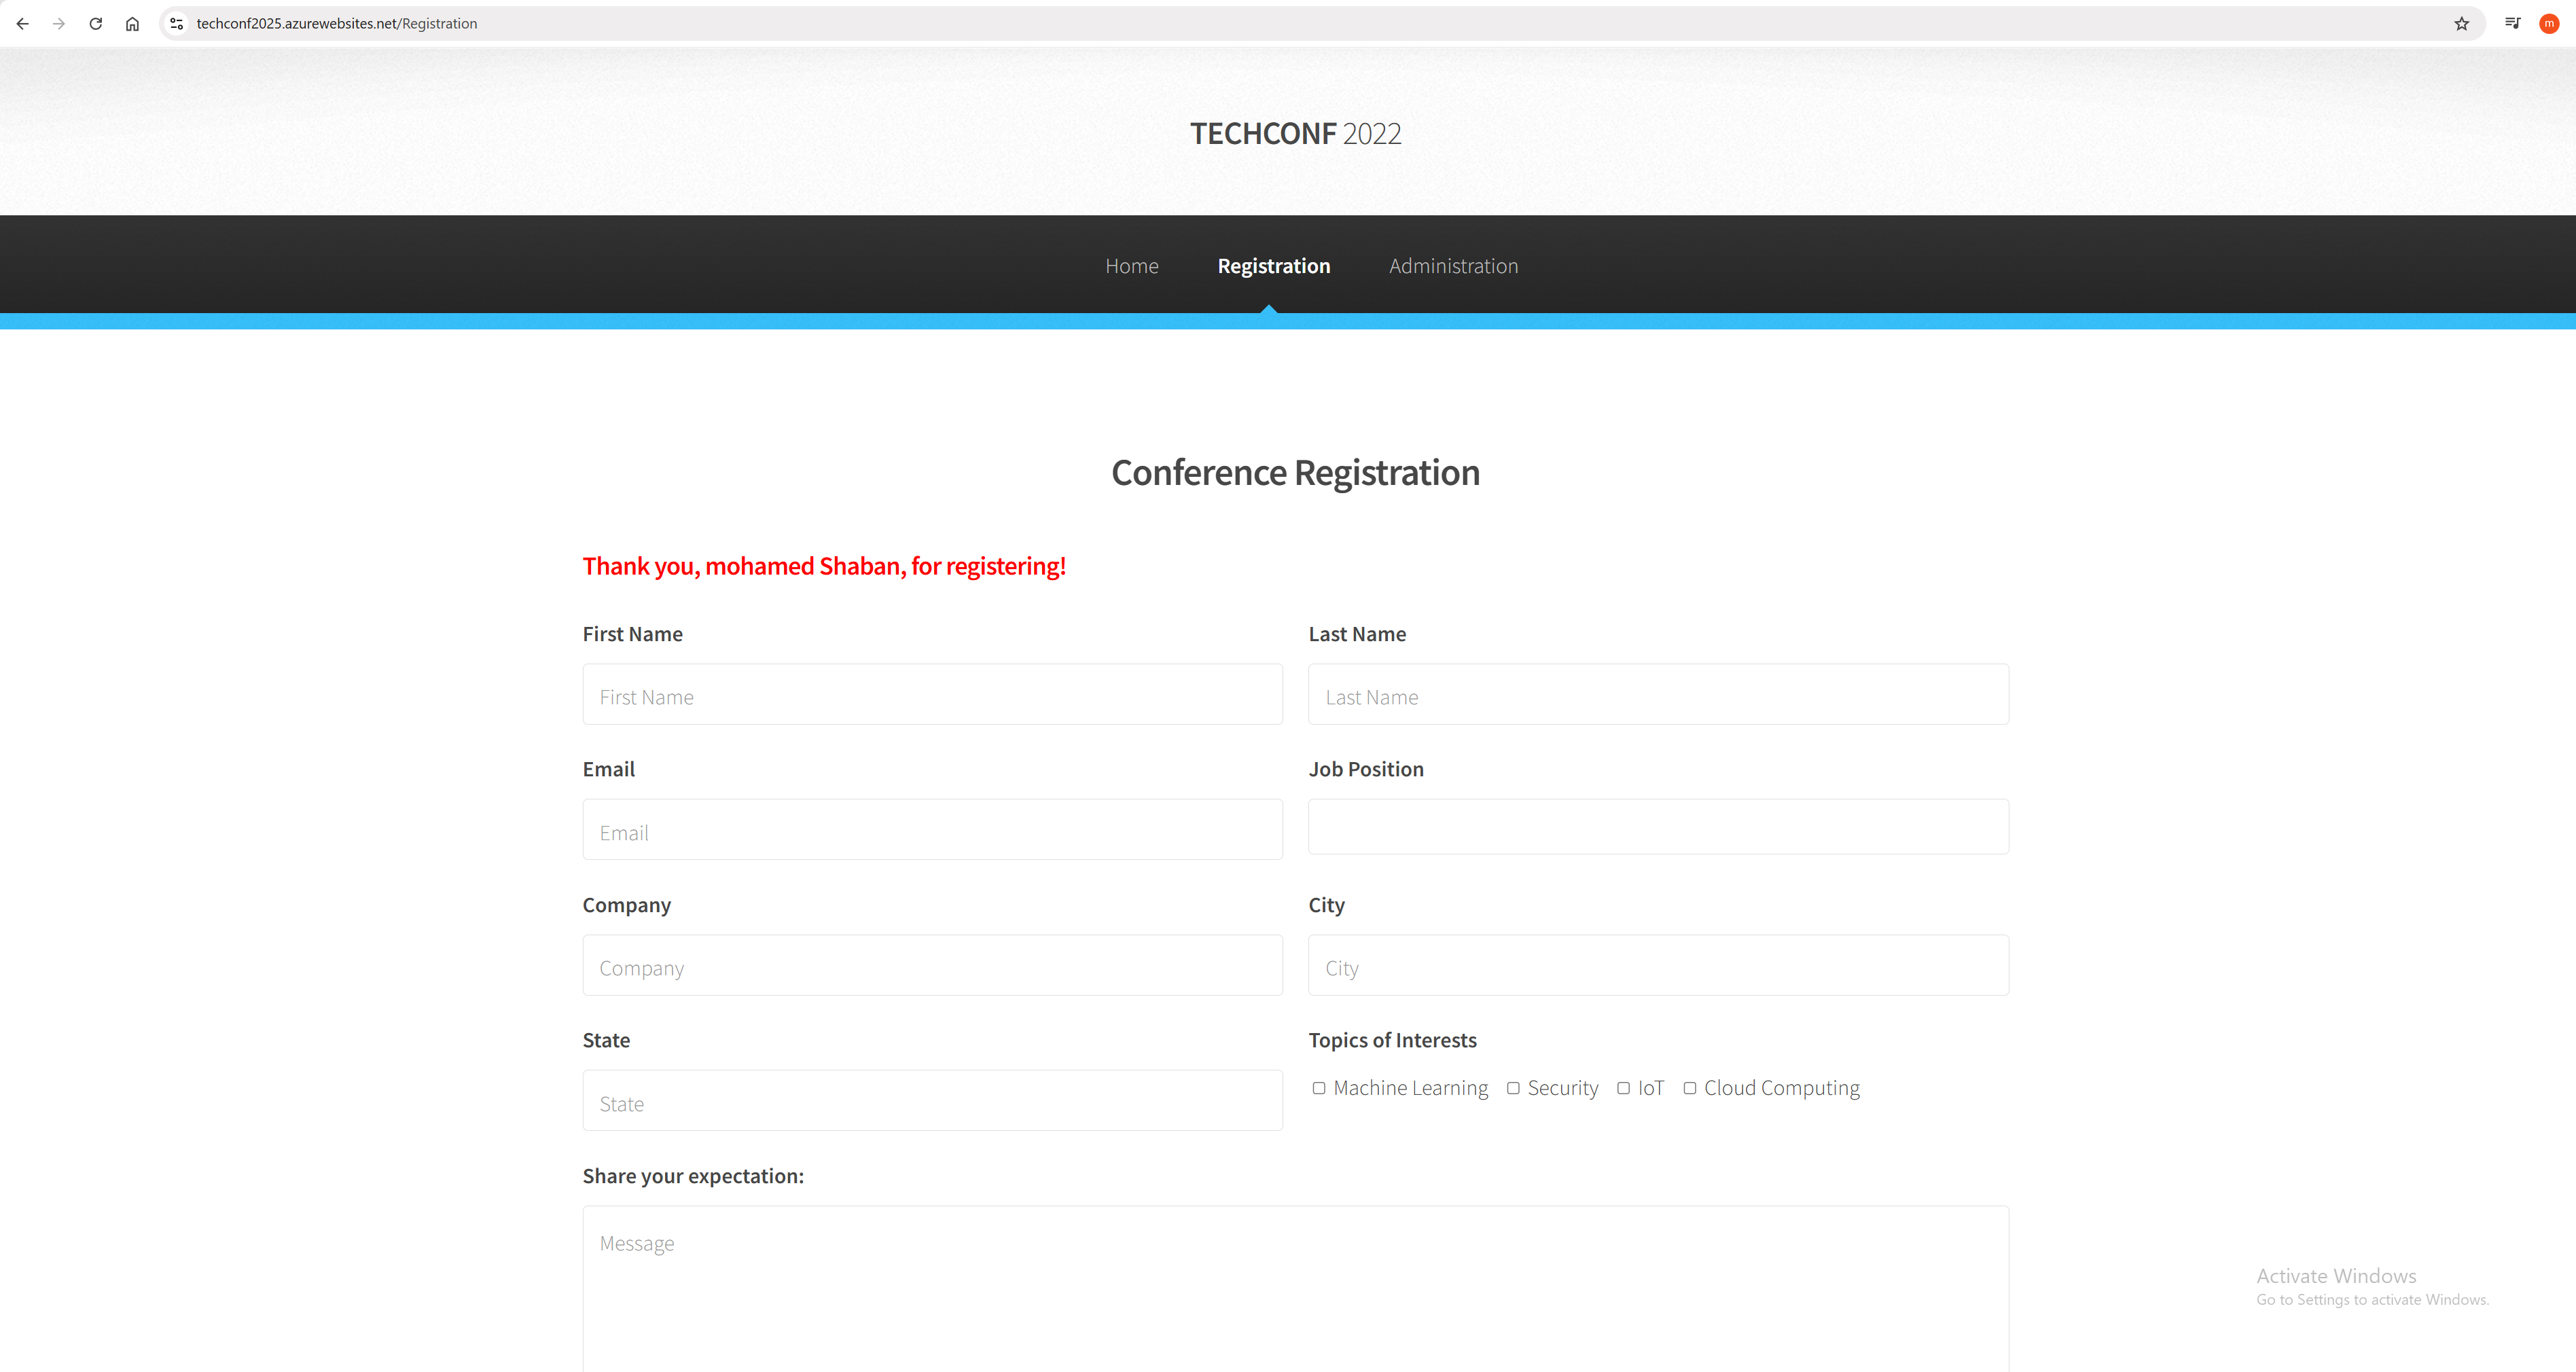 techconf2025.azurewebsites.net/Registration
m
TECHCONF 2022
Home Registration Administration
Conference Registration
Thank you, mohamed Shaban, for registering!
First Name Last Name
First Name Last Name
Email Job Position
Email
Company City
Company City
State Topics of Interests
Machine Learning Security IoT Cloud Computing
State
Share your expectation:
Message
Activate Windows
Go to Settings to activate Windows.